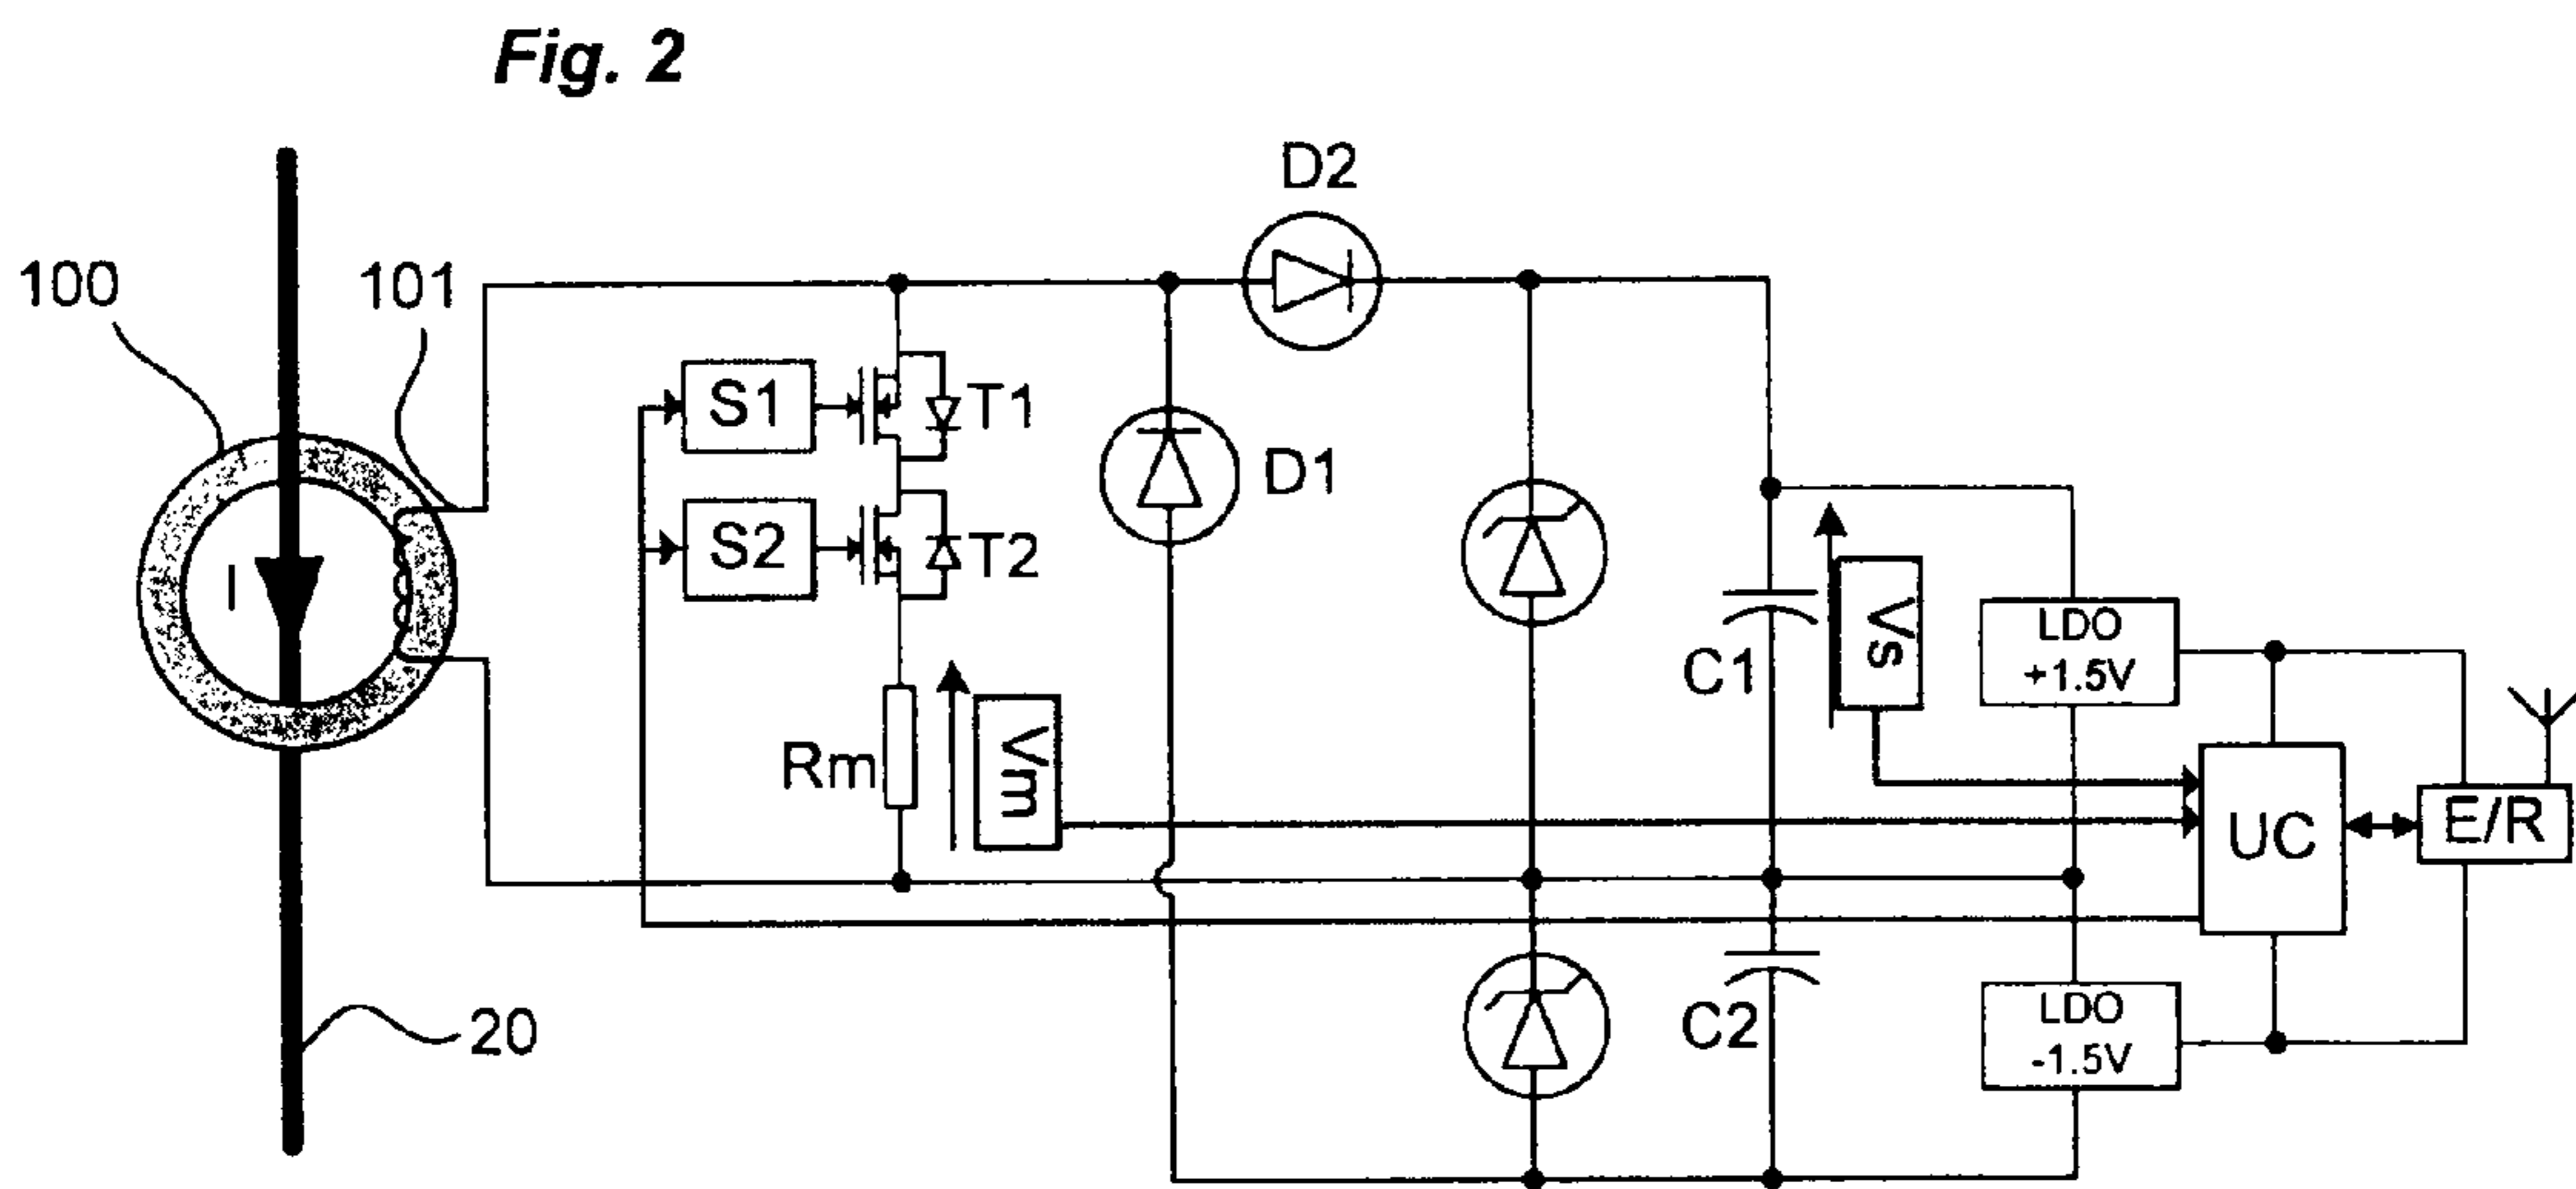 Fig. 2
D2
100
101
S1
T1
D1
S2
T2
I
Vs
LDO
+1.5V
C1
Rm
Vm
UC
E/R
20
C2
LDO
-1.5V